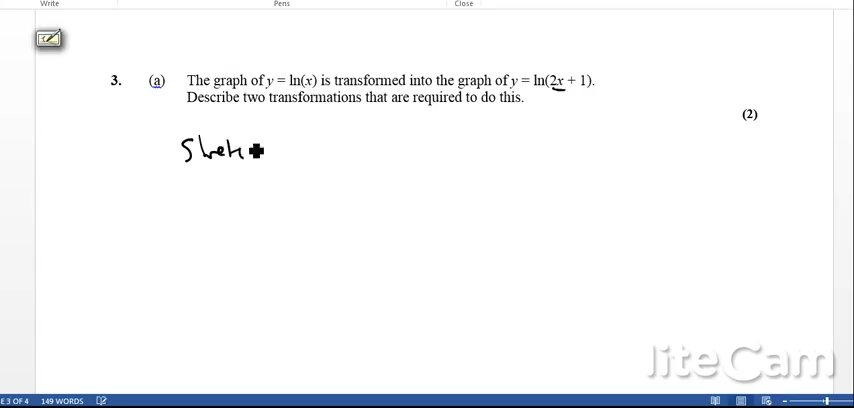 Write Pens Close
3. (a) The graph of y = ln(x) is transformed into the graph of y = ln(2x + 1).
Describe two transformations that are required to do this.
(2)
liteCam
E 3 OF 4 149 WORDS